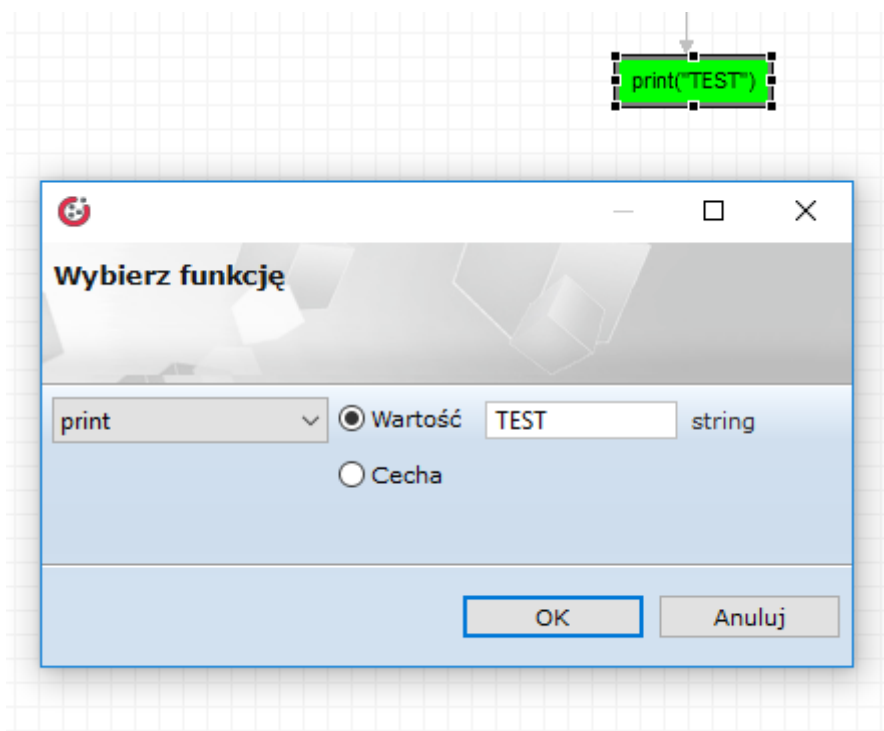 print("TEST")
Wybierz funkcję
print Wartość TEST string
Cecha
OK Anuluj